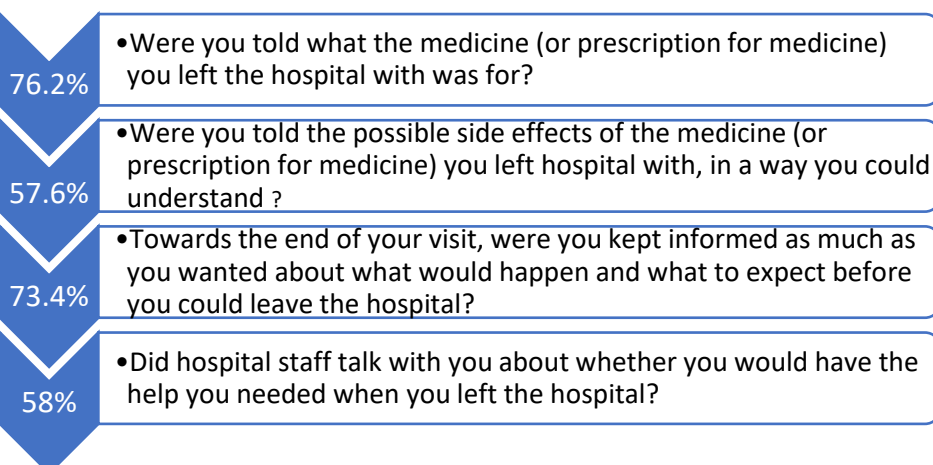 76.2%
•Were you told what the medicine (or prescription for medicine)
you left the hospital with was for?
57.6%
•Were you told the possible side effects of the medicine (or
prescription for medicine) you left hospital with, in a way you could
understand ?
73.4%
•Towards the end of your visit, were you kept informed as much as
you wanted about what would happen and what to expect before
you could leave the hospital?
58%
•Did hospital staff talk with you about whether you would have the
help you needed when you left the hospital?